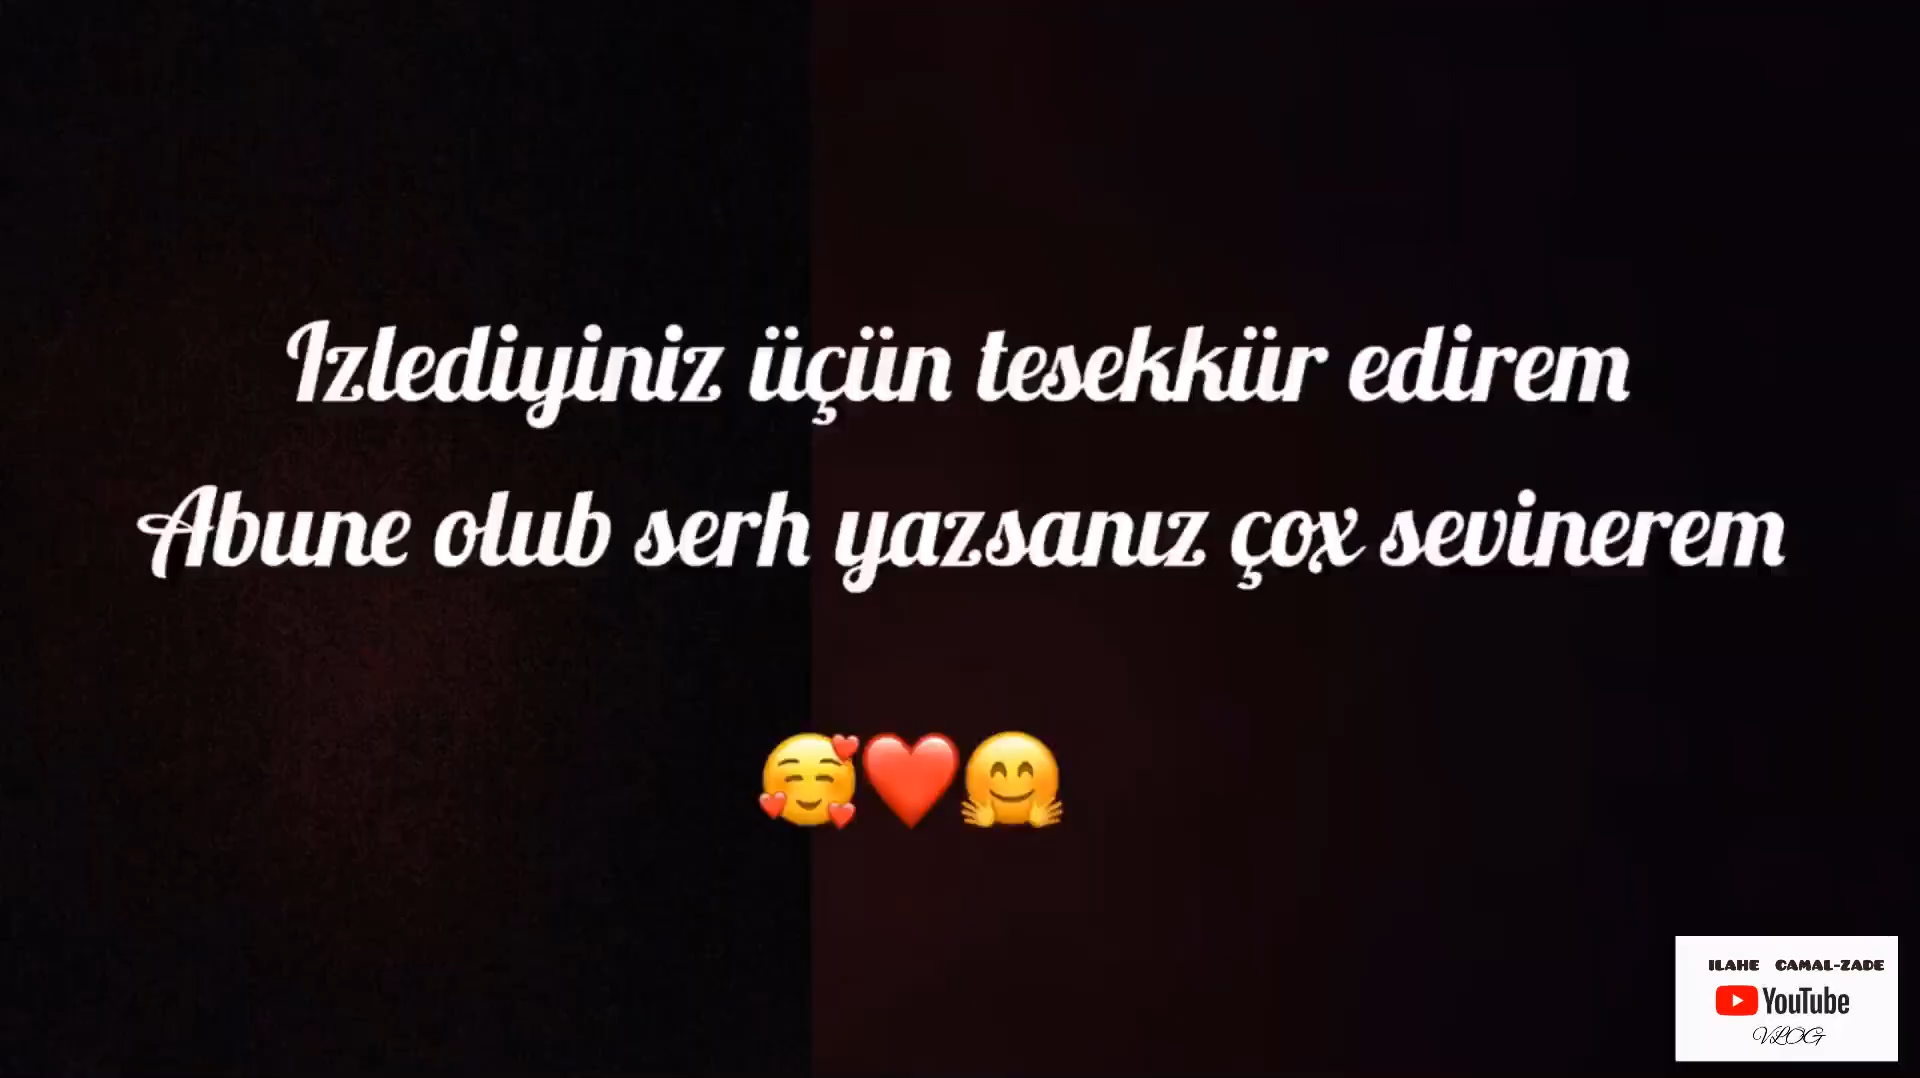 Izlediyiniz üçün tesekkür edirem
Abune olub serh yazsanız çox sevinerem
🥰❤️🤗
ILAHE CAMAL-ZADE
YouTube
VLOG